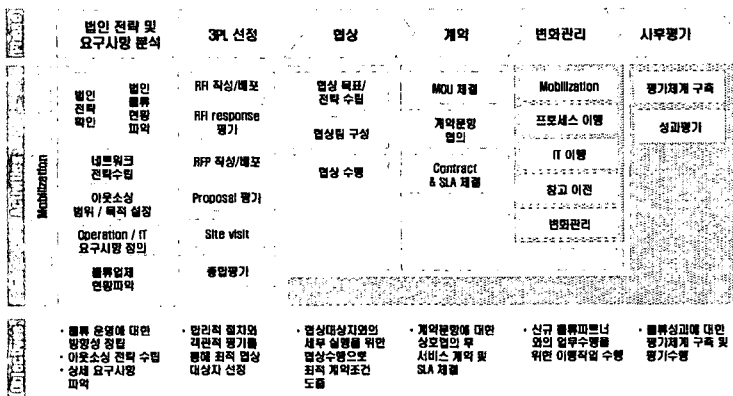 법인 전략 및
요구사항 분석
3PL 선정
협상
계약
변화관리
사후평가
Mobilization
법인
전략
확인
법인
물류
현황
파악
네트워크
전략수립
아웃소싱
범위 / 목적 설정
Operation / IT
요구사항 정의
물류업체
현황파악
RFI 작성/배포
RFI response
평가
RFP 작성/배포
Proposal 평가
Site visit
종합평가
협상 목표/
전략 수립
협상팀 구성
협상 수행
MOU 체결
계약문항
협의
Contract
& SLA 체결
Mobilization
프로세스 이행
IT 이행
창고 이전
변화관리
평가체계 구축
성과평가
· 물류 운영에 대한
방향성 정립
· 아웃소싱 전략 수립
· 상세 요구사항
파악
· 합리적 절차와
객관적 평가를
통해 최적 협상
대상자 선정
· 협상대상자와의
세부 실행을 위한
협상수행으로
최적 계약조건
도출
· 계약문항에 대한
상호협의 후
서비스 계약 및
SLA 체결
· 신규 물류파트너
와의 업무수행을
위한 이행작업 수행
· 물류성과에 대한
평가체계 구축 및
평가수행